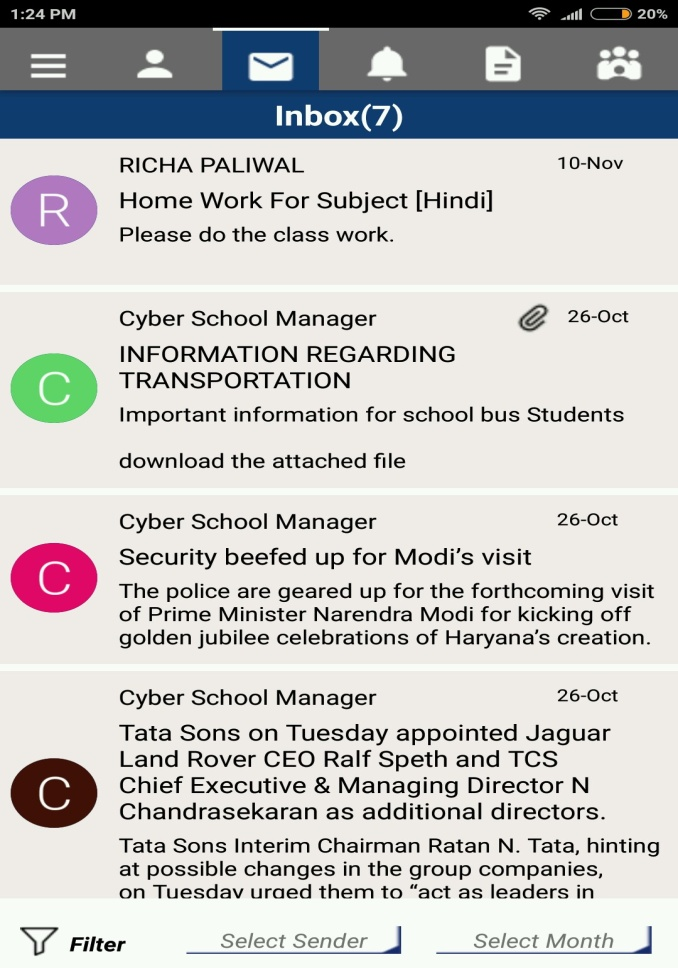 1:24 PM 20%
Inbox(7)
RICHA PALIWAL 10-Nov
R
Home Work For Subject [Hindi]
Please do the class work.
Cyber School Manager 26-Oct
INFORMATION REGARDING
TRANSPORTATION
C
Important information for school bus Students
download the attached file
Cyber School Manager 26-Oct
Security beefed up for Modi's visit
C
The police are geared up for the forthcoming visit
of Prime Minister Narendra Modi for kicking off
golden jubilee celebrations of Haryana's creation.
Cyber School Manager 26-Oct
Tata Sons on Tuesday appointed Jaguar
Land Rover CEO Ralf Speth and TCS
C
Chief Executive & Managing Director N
Chandrasekaran as additional directors.
Tata Sons Interim Chairman Ratan N. Tata, hinting
at possible changes in the group companies,
on Tuesday urged them to “act as leaders in
Filter Select Sender Select Month